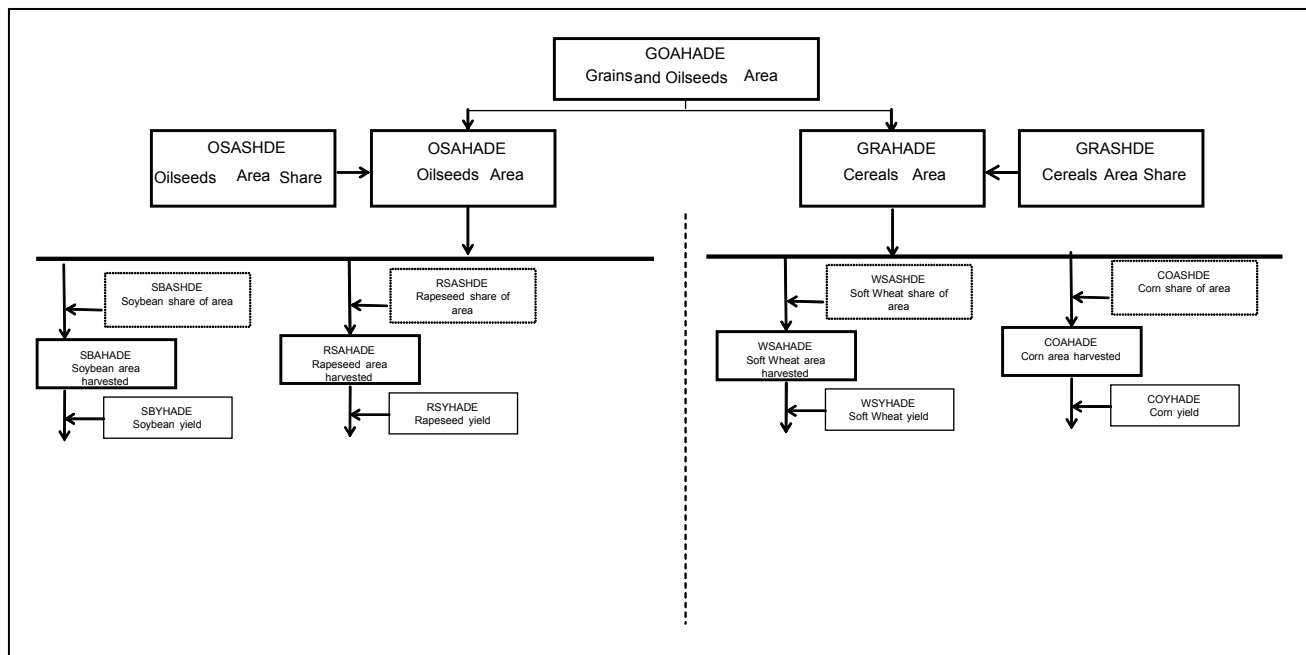 GOAHADE
Grains and Oilseeds Area
OSASHDE
Oilseeds Area Share
OSAHADE
Oilseeds Area
GRAHADE
Cereals Area
GRASHDE
Cereals Area Share
SBASHDE
Soybean share of area
RSASHDE
Rapeseed share of
area
WSASHDE
Soft Wheat share of
area
COASHDE
Corn share of area
SBAHADE
Soybean area
harvested
RSAHADE
Rapeseed area
harvested
WSAHADE
Soft Wheat area
harvested
COAHADE
Corn area harvested
SBYHADE
Soybean yield
RSYHADE
Rapeseed yield
WSYHADE
Soft Wheat yield
COYHADE
Corn yield